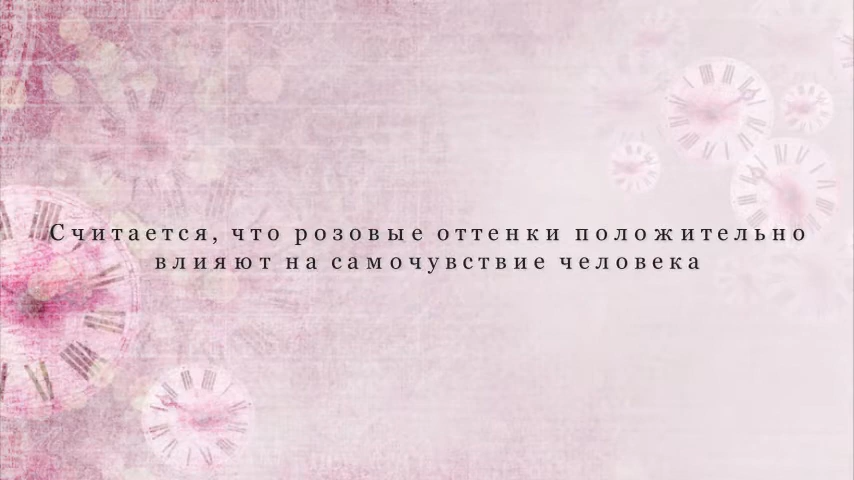 Считается, что розовые оттенки положительно
влияют на самочувствие человека